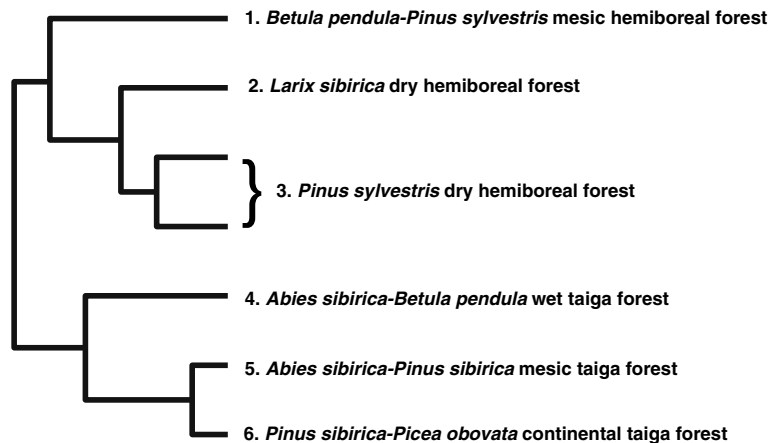 1. Betula pendula-Pinus sylvestris mesic hemiboreal forest
2. Larix sibirica dry hemiboreal forest
3. Pinus sylvestris dry hemiboreal forest
4. Abies sibirica-Betula pendula wet taiga forest
5. Abies sibirica-Pinus sibirica mesic taiga forest
6. Pinus sibirica-Picea obovata continental taiga forest